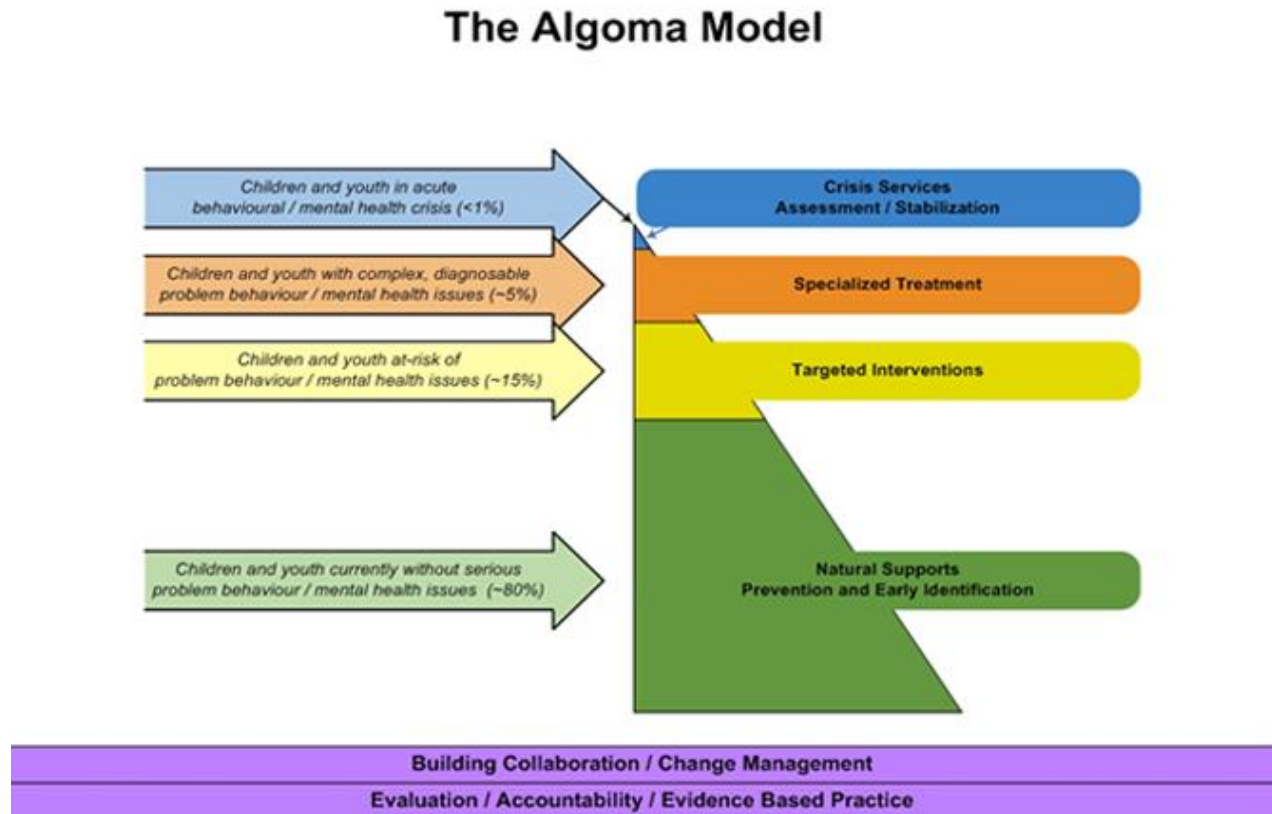 The Algoma Model
Children and youth in acute
behavioural / mental health crisis (<1%)
Crisis Services
Assessment / Stabilization
Children and youth with complex, diagnosable
problem behaviour / mental health issues (~5%)
Specialized Treatment
Children and youth at-risk of
problem behaviour / mental health issues (~15%)
Targeted Interventions
Children and youth currently without serious
problem behaviour / mental health issues (~80%)
Natural Supports
Prevention and Early Identification
Building Collaboration / Change Management
Evaluation / Accountability / Evidence Based Practice